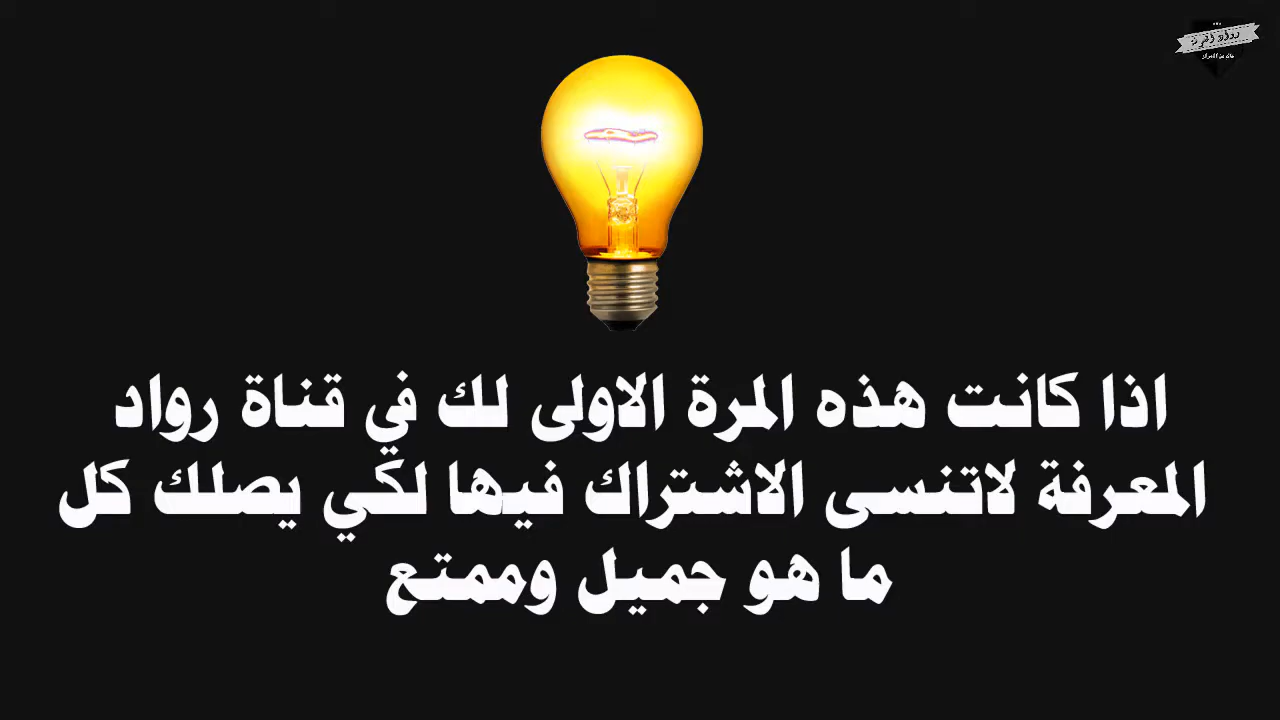 اذا كانت هذه المرة الاولى لك في قناة رواد
المعرفة لاتنسى الاشتراك فيها لكي يصلك كل
ما هو جميل وممتع